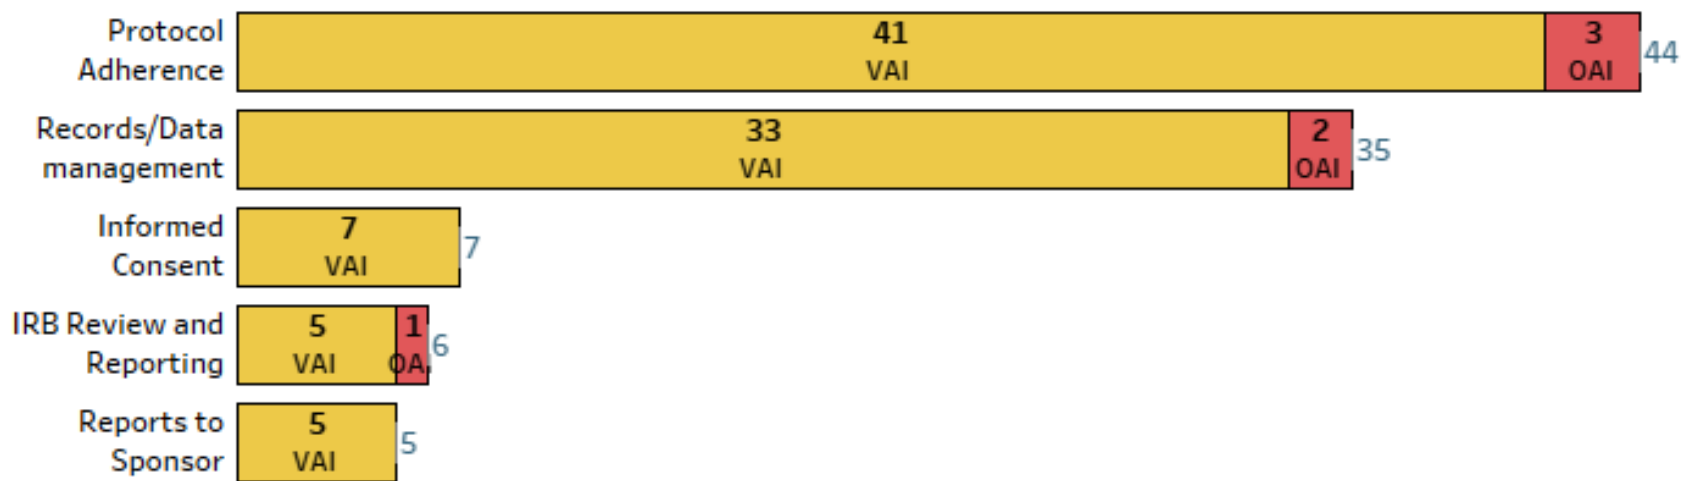 Protocol
Adherence
41
VAI
3
OAI
44
Records/Data
management
33
VAI
2
OAI
35
Informed
Consent
7
VAI
7
IRB Review and
Reporting
5
VAI
1
OAI
6
Reports to
Sponsor
5
VAI
5